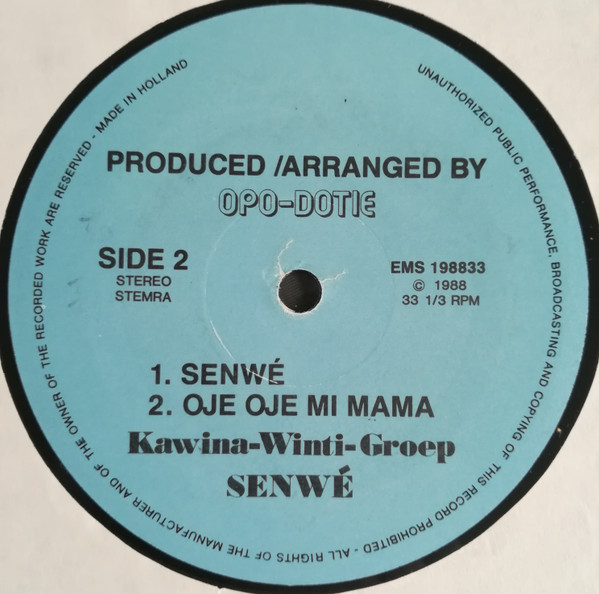 UNAUTHORIZED PUBLIC PERFORMANCE, BROADCASTING AND COPYING OF THIS RECORD PROHIBITED - ALL RIGHTS OF THE MANUFACTURER AND OF THE OWNER OF THE RECORDED WORK ARE RESERVED - MADE IN HOLLAND
PRODUCED /ARRANGED BY
OPO-DOTIE
SIDE 2
STEREO
STEMRA
EMS 198833
© 1988
33 1/3 RPM
1. SENWÉ
2. OJE OJE MI MAMA
Kawina-Winti-Groep
SENWÉ